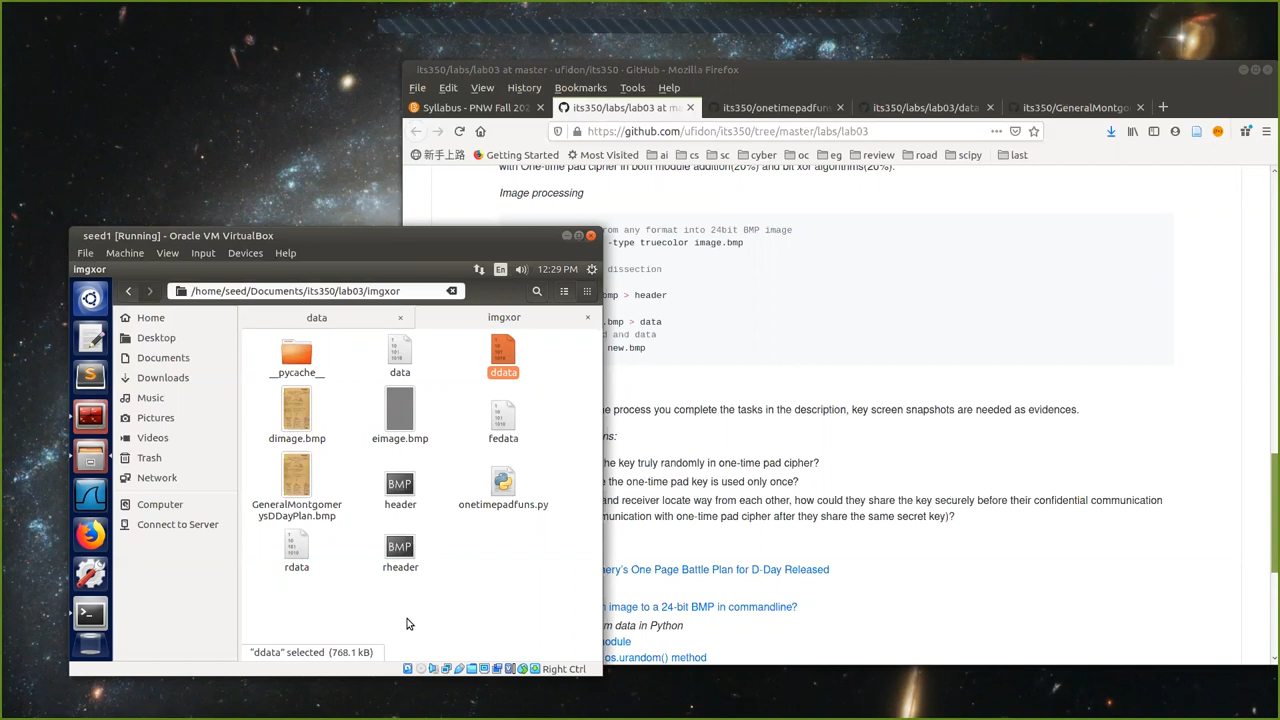 its350/labs/lab03 at master · ufidon/its350 · GitHub - Mozilla Firefox
File Edit View History Bookmarks Tools Help
Syllabus - PNW Fall 202 its350/labs/lab03 at ma its350/onetimepadfuns. its350/labs/lab03/data its350/GeneralMontgo
https://github.com/ufidon/its350/tree/master/labs/lab03
新手上路 Getting Started Most Visited ai cs sc cyber oc eg review road scipy last
with One-time pad cipher in both module addition(20%) and bit xor algorithms(20%).
Image processing
from any format into 24bit BMP image
-type truecolor image.bmp
dissection
bmp > header
.bmp > data
d and data
new.bmp
e process you complete the tasks in the description, key screen snapshots are needed as evidences.
ns:
the key truly randomly in one-time pad cipher?
e the one-time pad key is used only once?
and receiver locate way from each other, how could they share the key securely before their confidential communication
munication with one-time pad cipher after they share the same secret key)?
ery's One Page Battle Plan for D-Day Released
n image to a 24-bit BMP in commandline?
m data in Python
odule
os.urandom() method
seed1 [Running] - Oracle VM VirtualBox
File Machine View Input Devices Help
imgxor
En 12:29 PM
/home/seed/Documents/its350/lab03/imgxor
data imgxor
Home
Desktop
Documents
Downloads
Music
Pictures
Videos
Trash
Network
Computer
Connect to Server
__pycache__ data ddata
dimage.bmp eimage.bmp fedata
GeneralMontgomer
ysDDayPlan.bmp header onetimepadfuns.py
rdata rheader
BMP
BMP
"ddata" selected (768.1 kB)
Right Ctrl